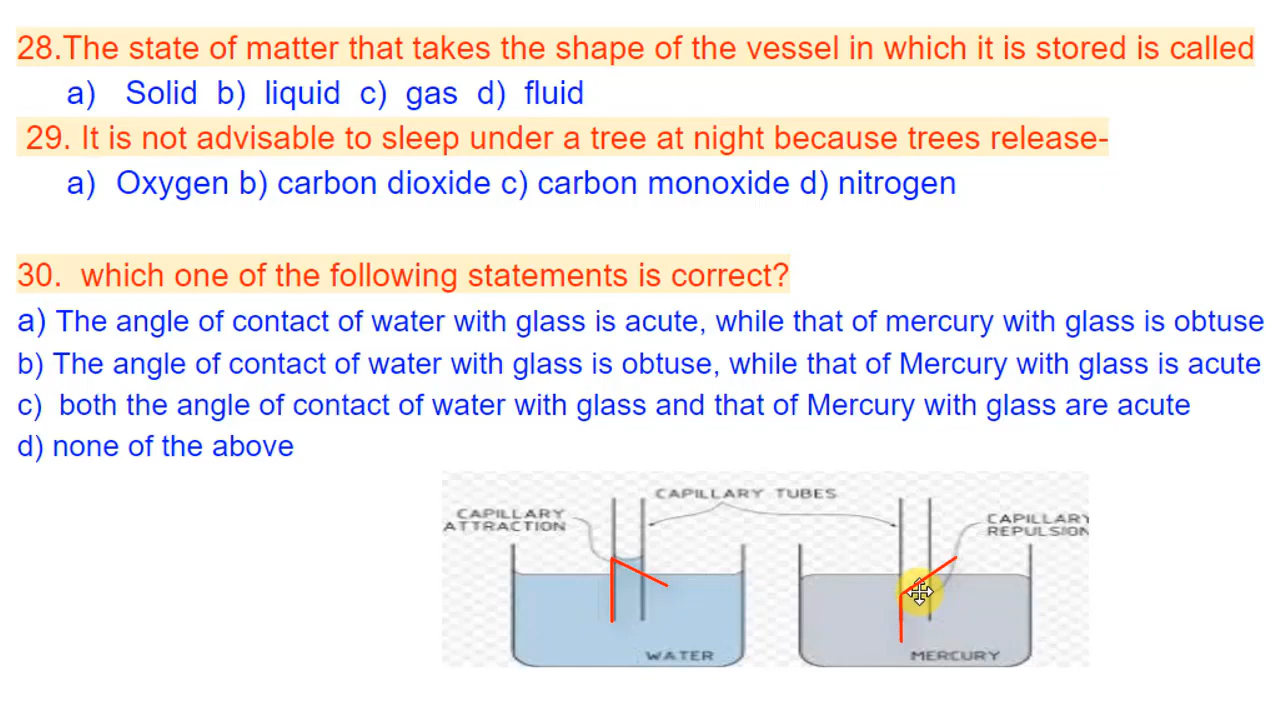 28.The state of matter that takes the shape of the vessel in which it is stored is called
a) Solid b) liquid c) gas d) fluid
29. It is not advisable to sleep under a tree at night because trees release-
a) Oxygen b) carbon dioxide c) carbon monoxide d) nitrogen
30. which one of the following statements is correct?
a) The angle of contact of water with glass is acute, while that of mercury with glass is obtuse
b) The angle of contact of water with glass is obtuse, while that of Mercury with glass is acute
c) both the angle of contact of water with glass and that of Mercury with glass are acute
d) none of the above
CAPILLARY TUBES
CAPILLARY
ATTRACTION
CAPILLARY
REPULSION
WATER
MERCURY